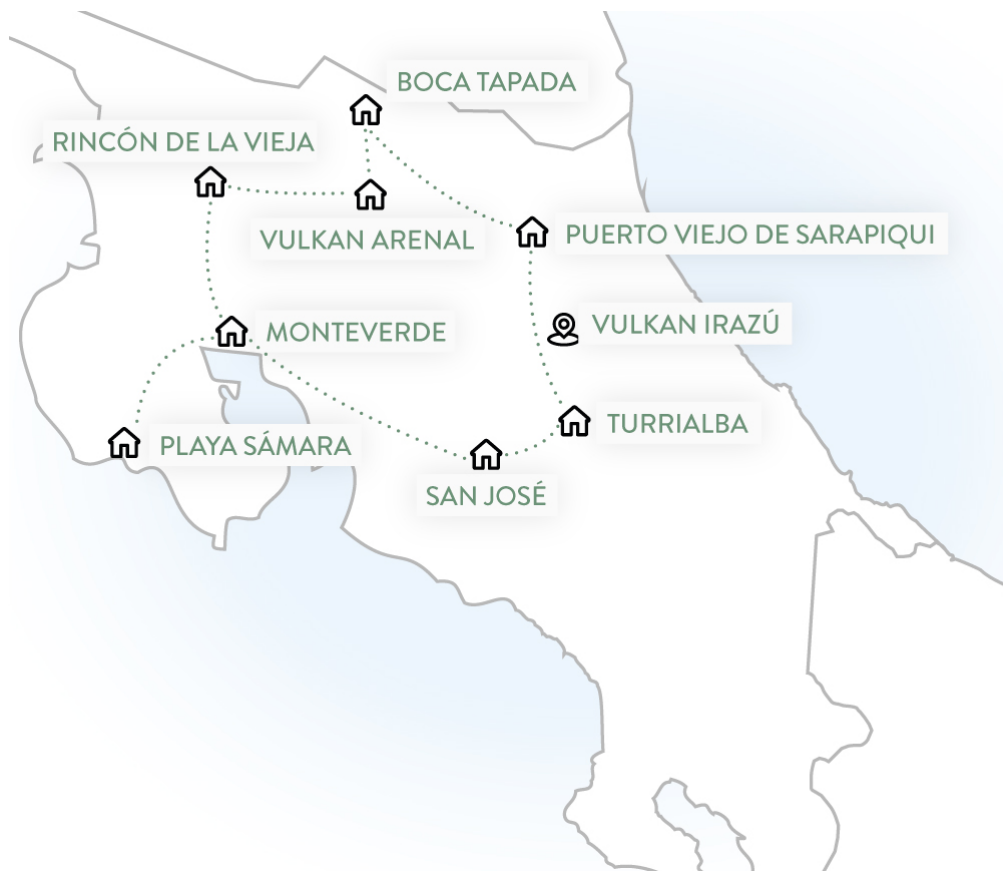 BOCA TAPADA
RINCÓN DE LA VIEJA
VULKAN ARENAL
PUERTO VIEJO DE SARAPIQUI
VULKAN IRAZÚ
MONTEVERDE
TURRIALBA
PLAYA SÁMARA
SAN JOSÉ